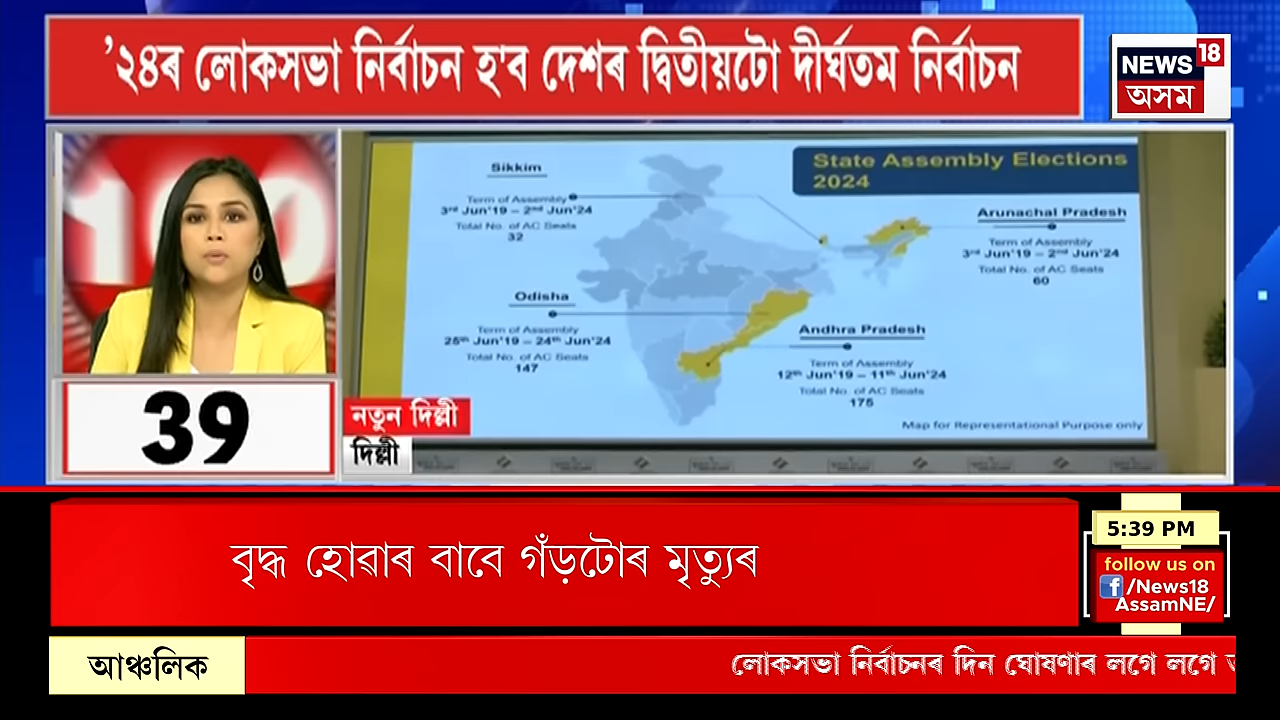 '২৪ৰ লোকসভা নিৰ্বাচন হ'ব দেশৰ দ্বিতীয়টো দীৰ্ঘতম নিৰ্বাচন
NEWS 18
অসম
100
State Assembly Elections
2024
Sikkim
Term of Assembly
3rd Jun'19 – 2nd Jun'24
Total No. of AC Seats
32
Arunachal Pradesh
Term of Assembly
3rd Jun'19 – 2nd Jun'24
Total No. of AC Seats
60
Odisha
Term of Assembly
25th Jun'19 – 24th Jun'24
Total No. of AC Seats
147
Andhra Pradesh
Term of Assembly
12th Jun'19 – 11th Jun'24
Total No. of AC Seats
175
Map for Representational Purpose only
39
নতুন দিল্লী
দিল্লী
বৃদ্ধ হোৱাৰ বাবে গঁড়টোৰ মৃত্যুৰ
5:39 PM
follow us on
/News18
AssamNE/
আঞ্চলিক
লোকসভা নিৰ্বাচনৰ দিন ঘোষণাৰ লগে লগে